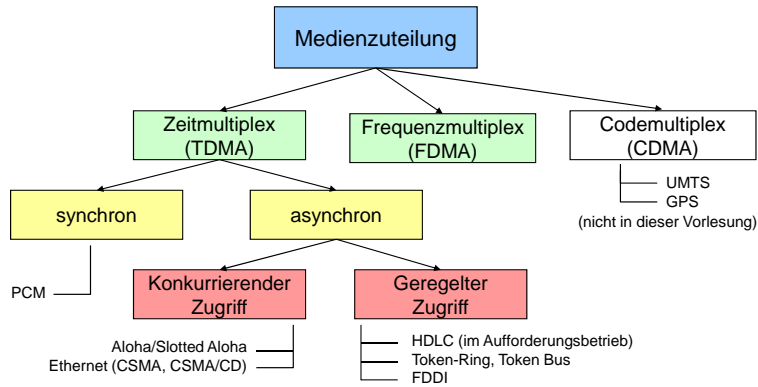 Medienzuteilung
Zeitmultiplex
(TDMA)
Frequenzmultiplex
(FDMA)
Codemultiplex
(CDMA)
UMTS
GPS
(nicht in dieser Vorlesung)
synchron
asynchron
PCM
Konkurrierender
Zugriff
Geregelter
Zugriff
Aloha/Slotted Aloha
Ethernet (CSMA, CSMA/CD)
HDLC (im Aufforderungsbetrieb)
Token-Ring, Token Bus
FDDI